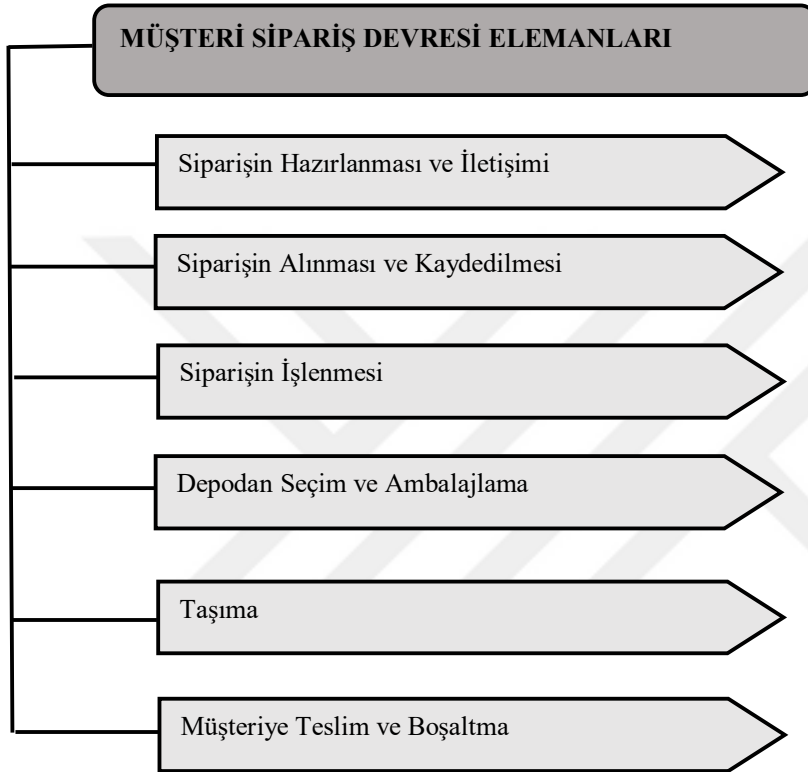 MÜŞTERİ SİPARİŞ DEVRESİ ELEMANLARI
Siparişin Hazırlanması ve İletişimi
Siparişin Alınması ve Kaydedilmesi
Siparişin İşlenmesi
Depodan Seçim ve Ambalajlama
Taşıma
Müşteriye Teslim ve Boşaltma